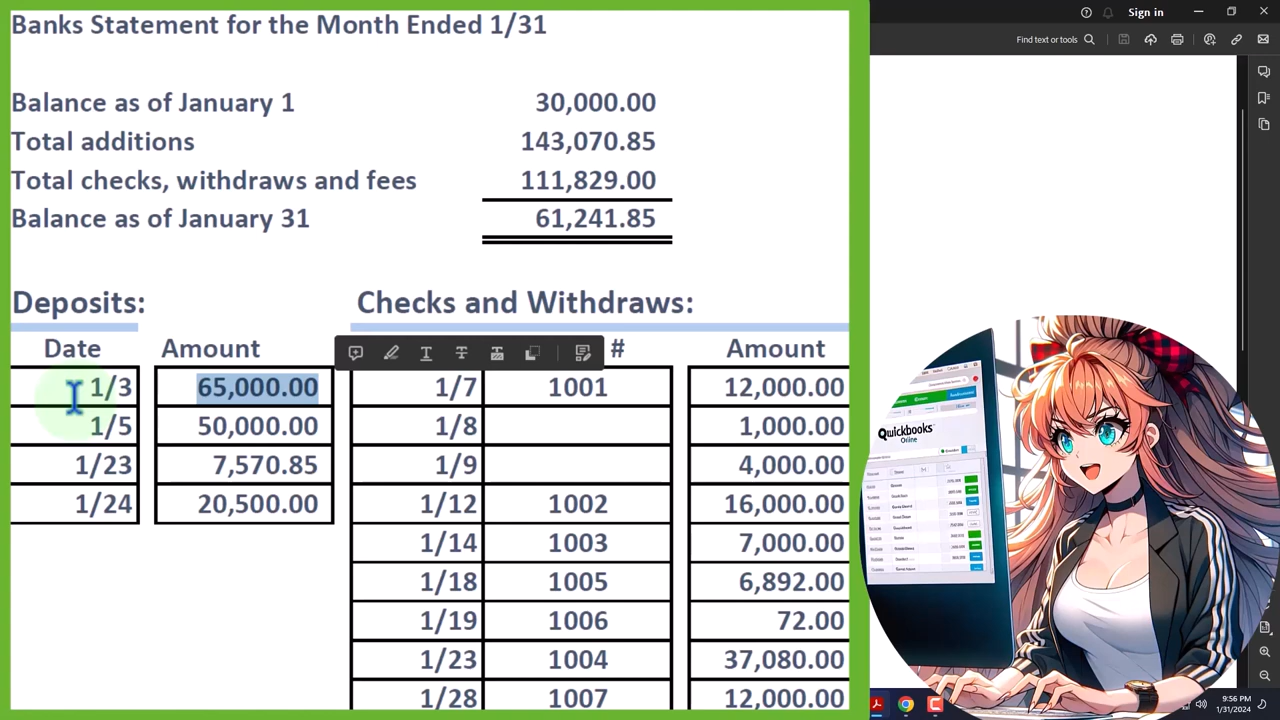 Banks Statement for the Month Ended 1/31
Sign in
Find text or tools
Balance as of January 1 30,000.00
Total additions 143,070.85
Total checks, withdraws and fees 111,829.00
Balance as of January 31 61,241.85
Deposits: Checks and Withdraws:
Date Amount # Amount
1/3 65,000.00 1/7 1001 12,000.00
1/5 50,000.00 1/8 1,000.00
1/23 7,570.85 1/9 4,000.00
1/24 20,500.00 1/12 1002 16,000.00
1/14 1003 7,000.00
1/18 1005 6,892.00
1/19 1006 72.00
1/23 1004 37,080.00
1/28 1007 12,000.00
Quickbooks
Online
9:56 PM
1/31/2024